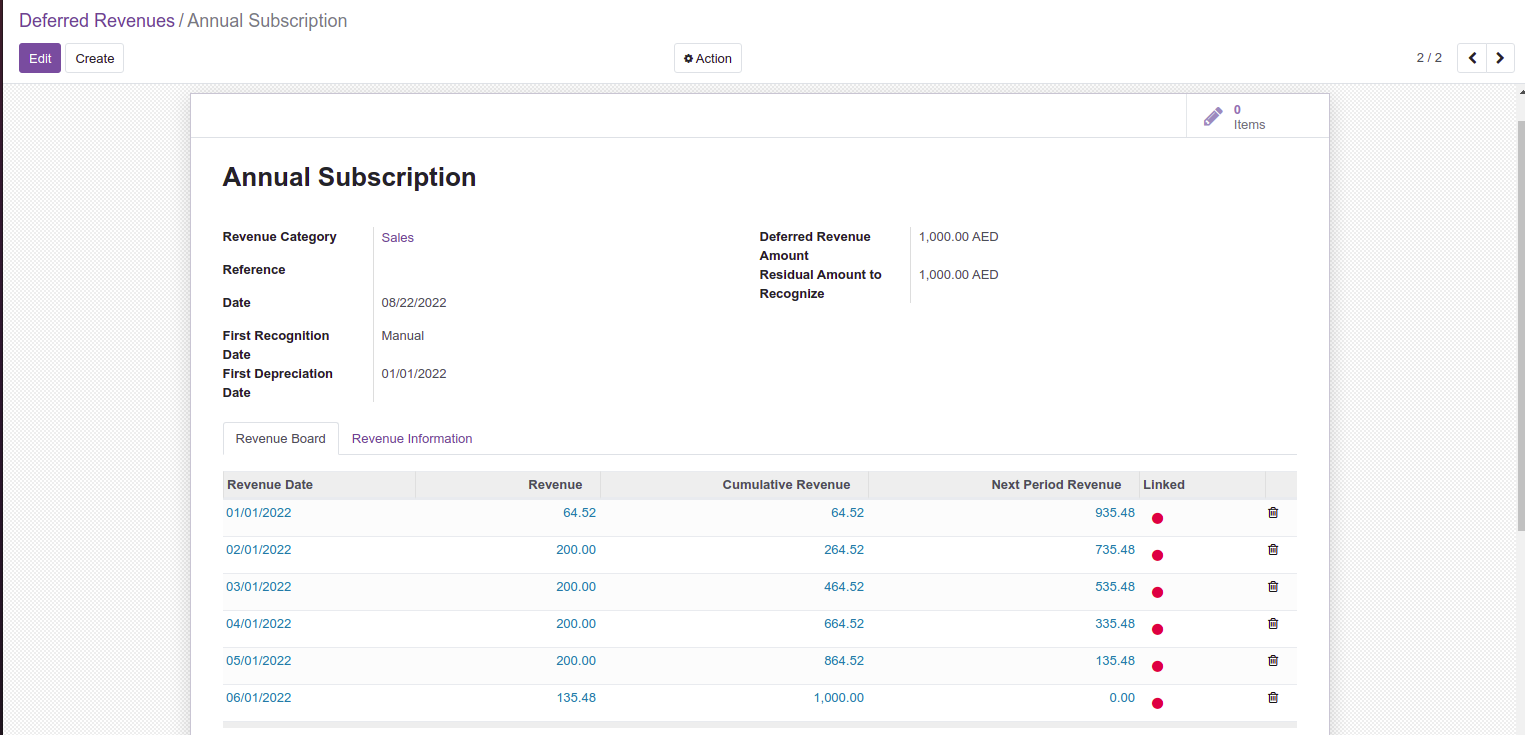 Deferred Revenues / Annual Subscription
Edit Create Action 2 / 2
0
Items
Annual Subscription
Revenue Category Sales
Reference
Date 08/22/2022
First Recognition Date Manual
First Depreciation Date 01/01/2022
Deferred Revenue Amount 1,000.00 AED
Residual Amount to Recognize 1,000.00 AED
Revenue Board Revenue Information
Revenue Date Revenue Cumulative Revenue Next Period Revenue Linked
01/01/2022 64.52 64.52 935.48
02/01/2022 200.00 264.52 735.48
03/01/2022 200.00 464.52 535.48
04/01/2022 200.00 664.52 335.48
05/01/2022 200.00 864.52 135.48
06/01/2022 135.48 1,000.00 0.00